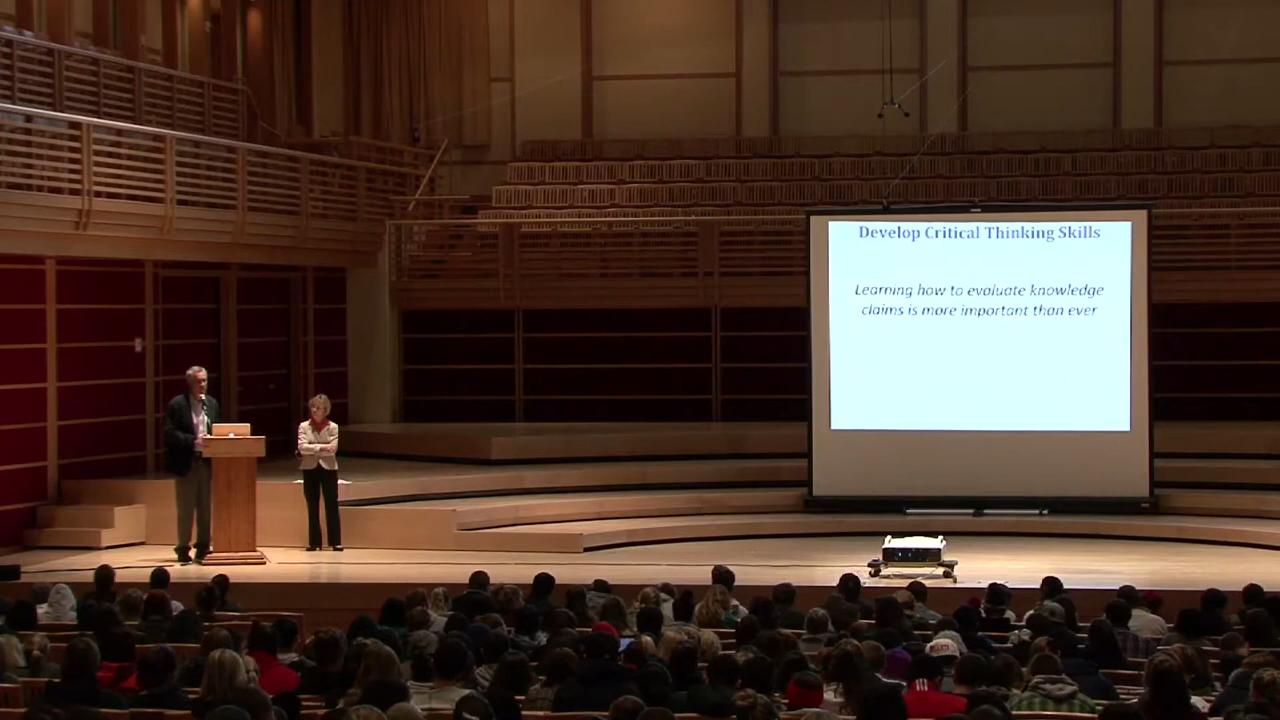 Develop Critical Thinking Skills
Learning how to evaluate knowledge
claims is more important than ever